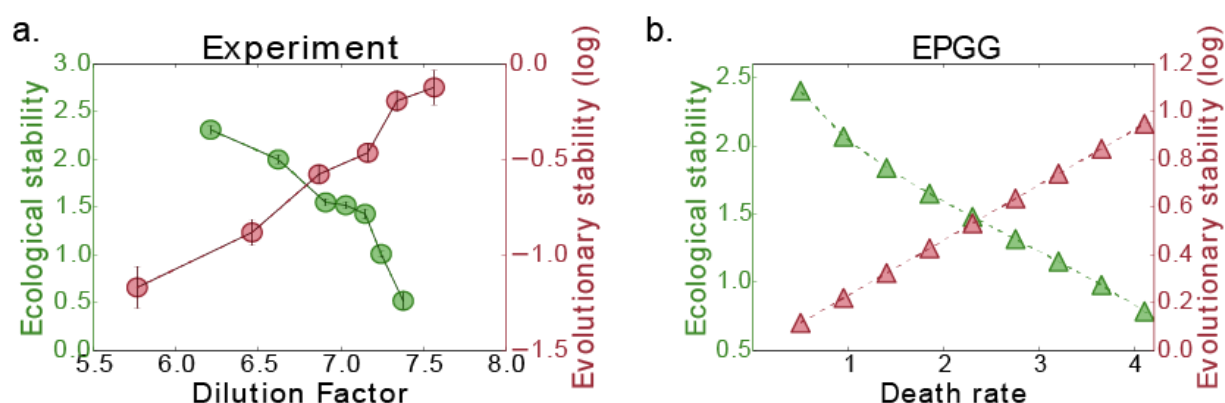 a.
Experiment
Ecological stability
3.0
2.5
2.0
1.5
1.0
0.5
0.0
5.5 6.0 6.5 7.0 7.5 8.0
Dilution Factor
0.0
−0.5
−1.0
−1.5
Evolutionary stability (log)
b.
EPGG
Ecological stability
2.5
2.0
1.5
1.0
0.5
1 2 3 4
Death rate
1.2
1.0
0.8
0.6
0.4
0.2
0.0
Evolutionary stability (log)